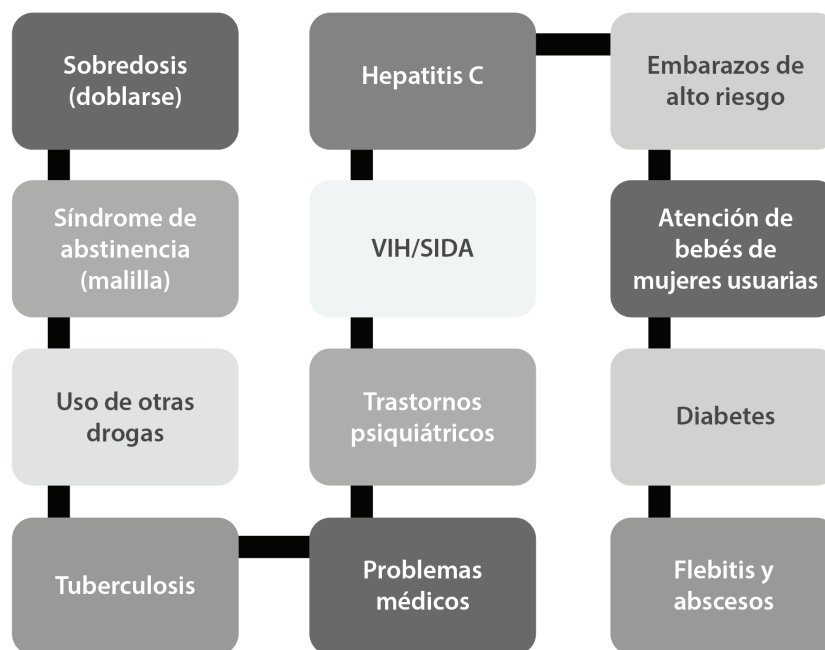 Sobredosis
(doblarse)
Síndrome de
abstinencia
(malilla)
Uso de otras
drogas
Tuberculosis
Problemas
médicos
Trastornos
psiquiátricos
VIH/SIDA
Hepatitis C
Embarazos de
alto riesgo
Atención de
bebés de
mujeres usuarias
Diabetes
Flebitis y
abscesos